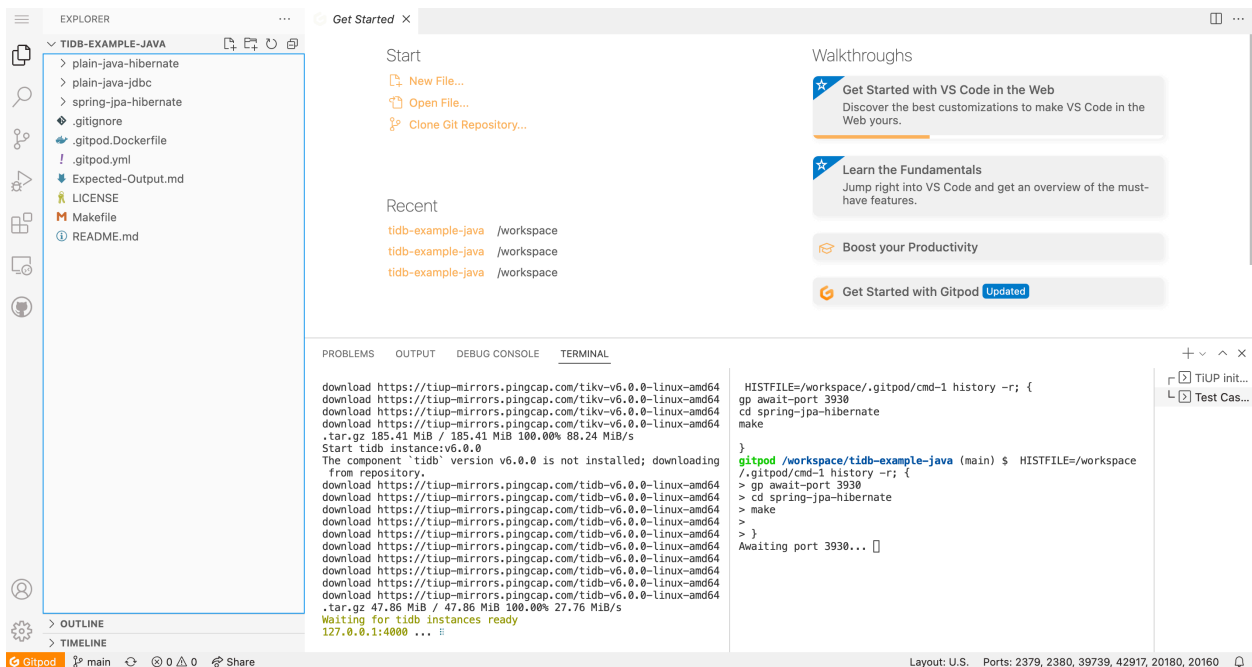 EXPLORER
TIDB-EXAMPLE-JAVA
plain-java-hibernate
plain-java-jdbc
spring-jpa-hibernate
.gitignore
.gitpod.Dockerfile
.gitpod.yml
Expected-Output.md
LICENSE
Makefile
README.md
OUTLINE
TIMELINE
Get Started
Start
New File...
Open File...
Clone Git Repository...
Recent
tidb-example-java /workspace
tidb-example-java /workspace
tidb-example-java /workspace
Walkthroughs
Get Started with VS Code in the Web
Discover the best customizations to make VS Code in the
Web yours.
Learn the Fundamentals
Jump right into VS Code and get an overview of the must-
have features.
Boost your Productivity
Get Started with Gitpod Updated
PROBLEMS OUTPUT DEBUG CONSOLE TERMINAL
download https://tiup-mirrors.pingcap.com/tikv-v6.0.0-linux-amd64
download https://tiup-mirrors.pingcap.com/tikv-v6.0.0-linux-amd64
download https://tiup-mirrors.pingcap.com/tikv-v6.0.0-linux-amd64
download https://tiup-mirrors.pingcap.com/tikv-v6.0.0-linux-amd64
.tar.gz 185.41 MiB / 185.41 MiB 100.00% 88.24 MiB/s
Start tidb instance:v6.0.0
The component `tidb` version v6.0.0 is not installed; downloading
from repository.
download https://tiup-mirrors.pingcap.com/tidb-v6.0.0-linux-amd64
download https://tiup-mirrors.pingcap.com/tidb-v6.0.0-linux-amd64
download https://tiup-mirrors.pingcap.com/tidb-v6.0.0-linux-amd64
download https://tiup-mirrors.pingcap.com/tidb-v6.0.0-linux-amd64
download https://tiup-mirrors.pingcap.com/tidb-v6.0.0-linux-amd64
download https://tiup-mirrors.pingcap.com/tidb-v6.0.0-linux-amd64
download https://tiup-mirrors.pingcap.com/tidb-v6.0.0-linux-amd64
download https://tiup-mirrors.pingcap.com/tidb-v6.0.0-linux-amd64
download https://tiup-mirrors.pingcap.com/tidb-v6.0.0-linux-amd64
download https://tiup-mirrors.pingcap.com/tidb-v6.0.0-linux-amd64
.tar.gz 47.86 MiB / 47.86 MiB 100.00% 27.76 MiB/s
Waiting for tidb instances ready
127.0.0.1:4000 ...
HISTFILE=/workspace/.gitpod/cmd-1 history -r; {
gp await-port 3930
cd spring-jpa-hibernate
make
}
gitpod /workspace/tidb-example-java (main) $ HISTFILE=/workspace
/.gitpod/cmd-1 history -r; {
> gp await-port 3930
> cd spring-jpa-hibernate
> make
>
> }
Awaiting port 3930...
TiUP init...
Test Cas...
Gitpod main 0 0 Share
Layout: U.S. Ports: 2379, 2380, 39739, 42917, 20180, 20160